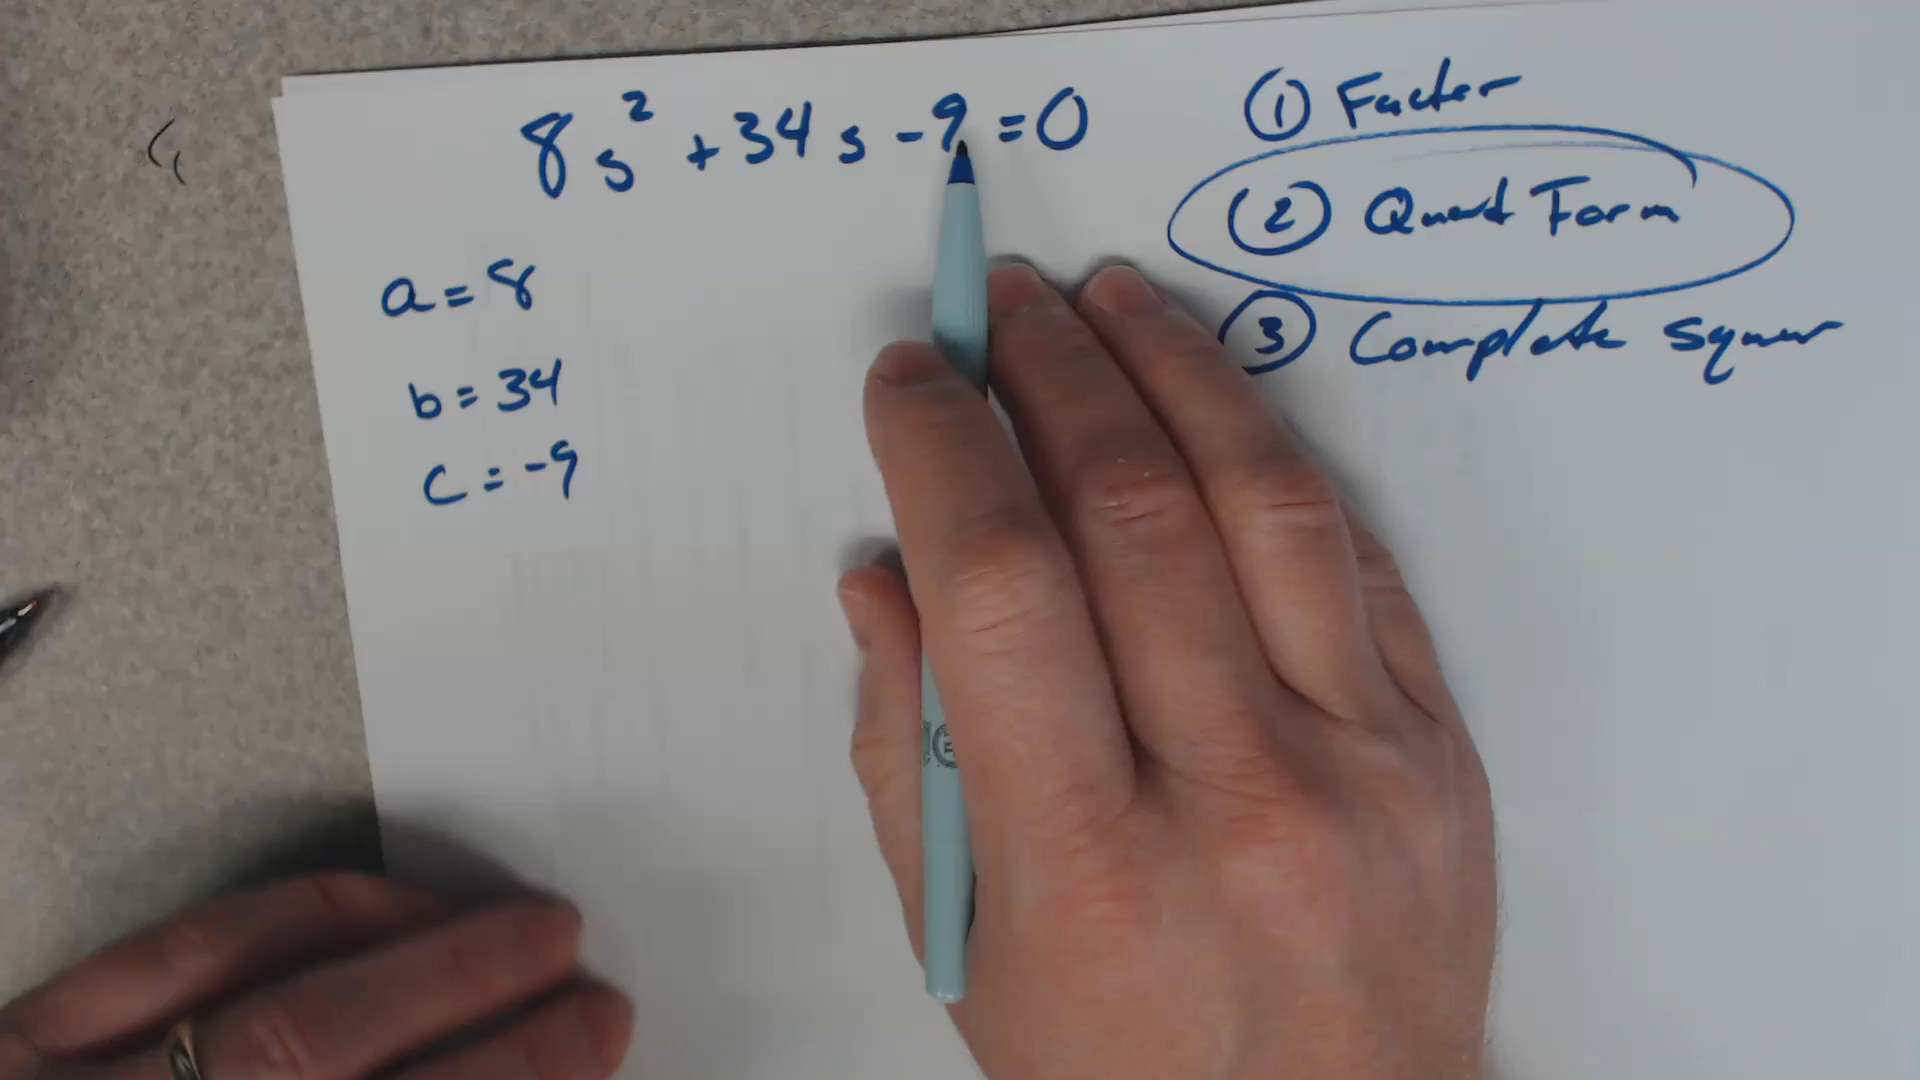 8s² + 34s - 9 = 0
① Factor
② Quad Form
a = 8
③ Complete Square
b = 34
c = -9